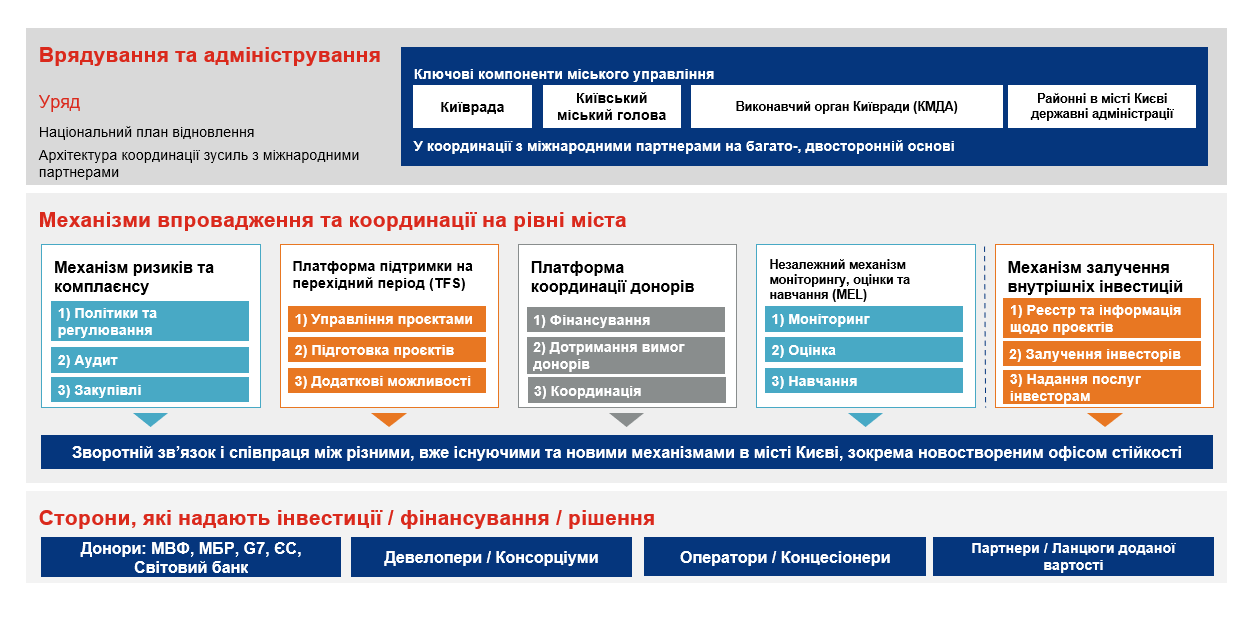 Врядування та адміністрування
Уряд
Національний план відновлення
Архітектура координації зусиль з міжнародними
партнерами
Ключові компоненти міського управління
Київрада
Київський
міський голова
Виконавчий орган Київради (КМДА)
Районні в місті Києві
державні адміністрації
У координації з міжнародними партнерами на багато-, двосторонній основі
Механізми впровадження та координації на рівні міста
Механізм ризиків та
комплаєнсу
1) Політики та
регулювання
2) Аудит
3) Закупівлі
Платформа підтримки на
перехідний період (TFS)
1) Управління проєктами
2) Підготовка проєктів
3) Додаткові можливості
Платформа
координації донорів
1) Фінансування
2) Дотримання вимог
донорів
3) Координація
Незалежний механізм
моніторингу, оцінки та
навчання (MEL)
1) Моніторинг
2) Оцінка
3) Навчання
Механізм залучення
внутрішніх інвестицій
1) Реєстр та інформація
щодо проєктів
2) Залучення інвесторів
3) Надання послуг
інвесторам
Зворотній зв’язок і співпраця між різними, вже існуючими та новими механізмами в місті Києві, зокрема новоствореним офісом стійкості
Сторони, які надають інвестиції / фінансування / рішення
Донори: МВФ, МБР, G7, ЄС,
Світовий банк
Девелопери / Консорціуми
Оператори / Концесіонери
Партнери / Ланцюги доданої
вартості